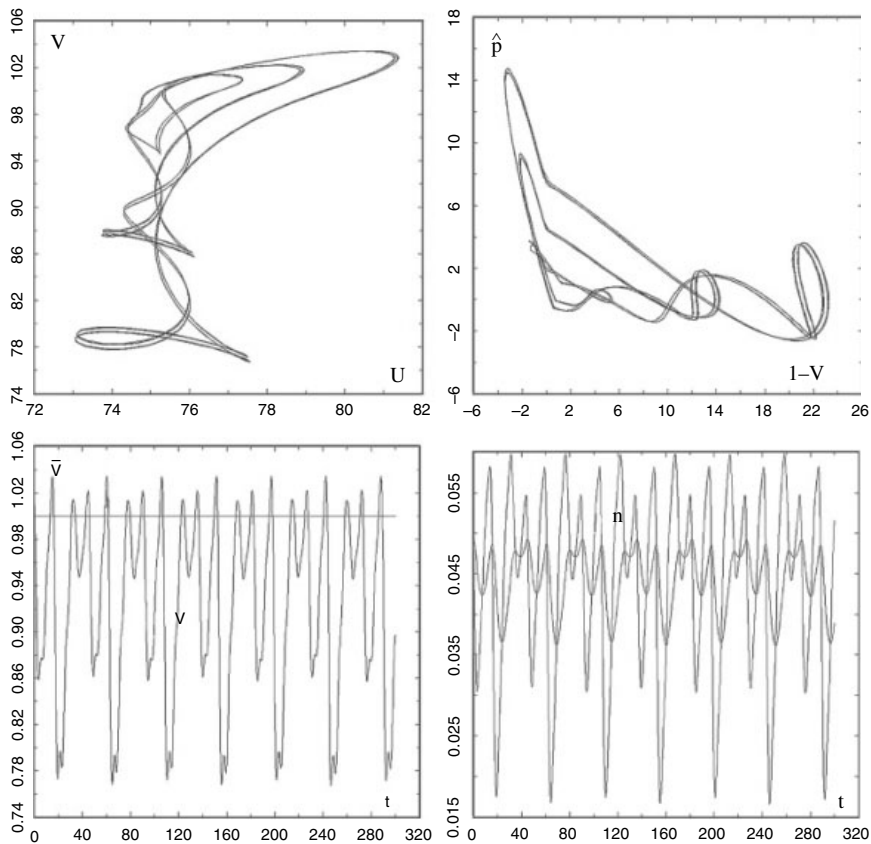 74 78 82 86 90 94 98 102 106
V
U
72 74 76 78 80 82
−6 −2 2 6 10 14 18
p̂
1–V
−6 −2 2 6 10 14 18 22 26
0.74 0.78 0.82 0.86 0.90 0.94 0.98 1.02 1.06
V̄
V
t
0 40 80 120 160 200 240 280 320
0.015 0.025 0.035 0.045 0.055
n
t
0 40 80 120 160 200 240 280 320